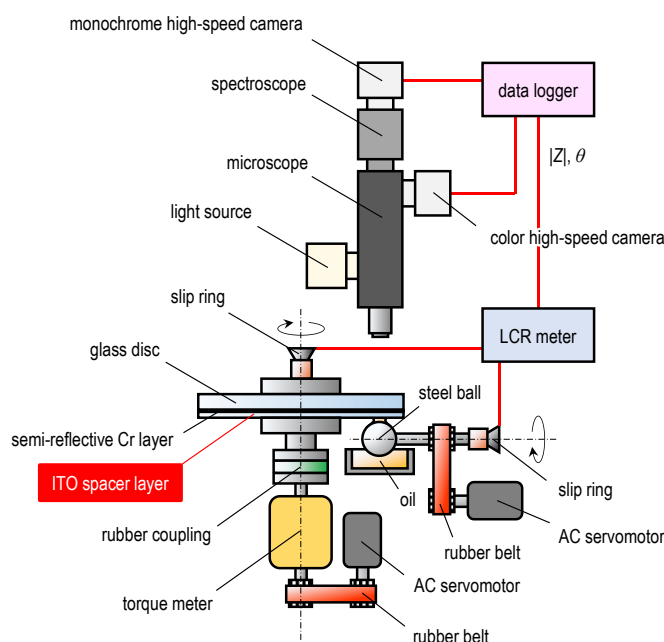 monochrome high-speed camera
spectroscope
data logger
microscope
|Z|, θ
light source
color high-speed camera
slip ring
LCR meter
glass disc
steel ball
semi-reflective Cr layer
ITO spacer layer
oil
slip ring
rubber coupling
AC servomotor
rubber belt
AC servomotor
torque meter
rubber belt